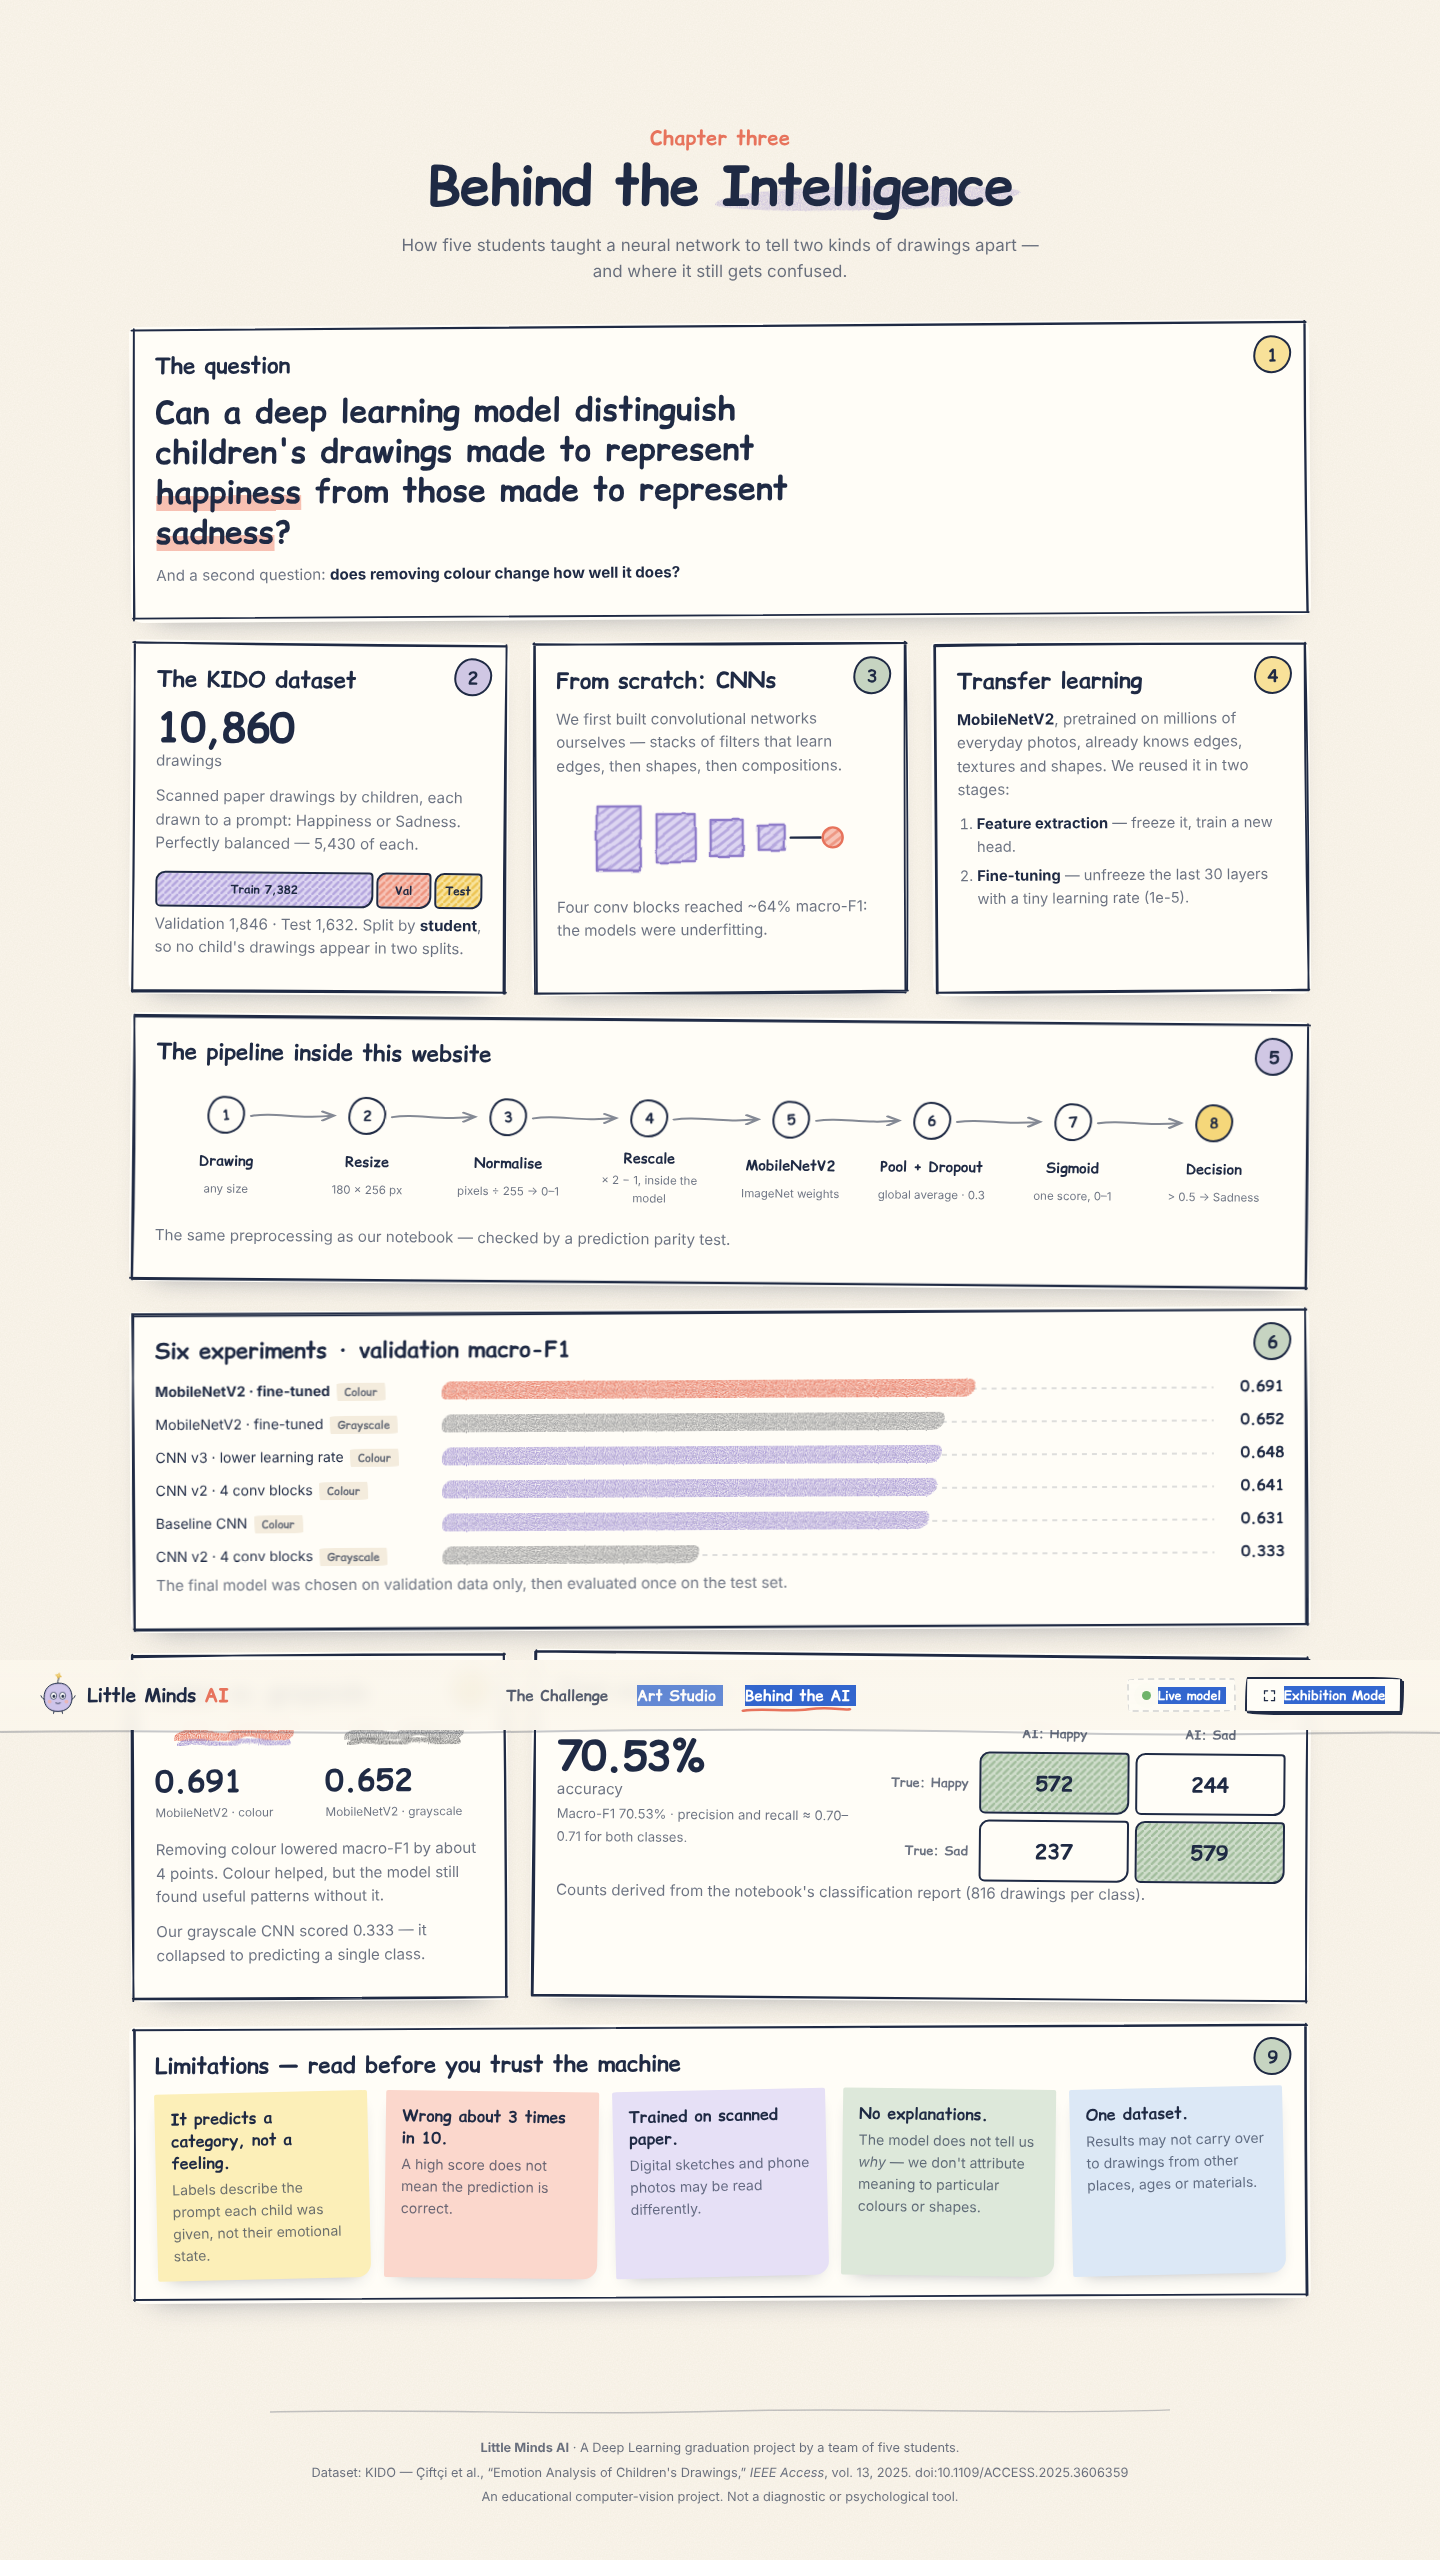 Chapter three
Behind the Intelligence
How five students taught a neural network to tell two kinds of drawings apart —
and where it still gets confused.
The question
1
Can a deep learning model distinguish
children's drawings made to represent
happiness from those made to represent
sadness?
And a second question: does removing colour change how well it does?
The KIDO dataset
2
10,860
drawings
Scanned paper drawings by children, each
drawn to a prompt: Happiness or Sadness.
Perfectly balanced — 5,430 of each.
Train 7,382
Val
Test
Validation 1,846 · Test 1,632. Split by student,
so no child's drawings appear in two splits.
From scratch: CNNs
3
We first built convolutional networks
ourselves — stacks of filters that learn
edges, then shapes, then compositions.
Four conv blocks reached ~64% macro-F1:
the models were underfitting.
Transfer learning
4
MobileNetV2, pretrained on millions of
everyday photos, already knows edges,
textures and shapes. We reused it in two
stages:
1. Feature extraction — freeze it, train a new
head.
2. Fine-tuning — unfreeze the last 30 layers
with a tiny learning rate (1e-5).
The pipeline inside this website
5
1
Drawing
any size
2
Resize
180 × 256 px
3
Normalise
pixels ÷ 255 → 0–1
4
Rescale
× 2 − 1, inside the
model
5
MobileNetV2
ImageNet weights
6
Pool + Dropout
global average · 0.3
7
Sigmoid
one score, 0–1
8
Decision
> 0.5 → Sadness
The same preprocessing as our notebook — checked by a prediction parity test.
Six experiments · validation macro-F1
6
MobileNetV2 · fine-tuned Colour 0.691
MobileNetV2 · fine-tuned Grayscale 0.652
CNN v3 · lower learning rate Colour 0.648
CNN v2 · 4 conv blocks Colour 0.641
Baseline CNN Colour 0.631
CNN v2 · 4 conv blocks Grayscale 0.333
The final model was chosen on validation data only, then evaluated once on the test set.
Little Minds AI
The Challenge
Art Studio
Behind the AI
Live model
Exhibition Mode
0.691
MobileNetV2 · colour
0.652
MobileNetV2 · grayscale
Removing colour lowered macro-F1 by about
4 points. Colour helped, but the model still
found useful patterns without it.
Our grayscale CNN scored 0.333 — it
collapsed to predicting a single class.
70.53%
accuracy
Macro-F1 70.53% · precision and recall ≈ 0.70–
0.71 for both classes.
AI: Happy
AI: Sad
True: Happy
572
244
True: Sad
237
579
Counts derived from the notebook's classification report (816 drawings per class).
Limitations — read before you trust the machine
9
It predicts a
category, not a
feeling.
Labels describe the
prompt each child was
given, not their emotional
state.
Wrong about 3 times
in 10.
A high score does not
mean the prediction is
correct.
Trained on scanned
paper.
Digital sketches and phone
photos may be read
differently.
No explanations.
The model does not tell us
why — we don't attribute
meaning to particular
colours or shapes.
One dataset.
Results may not carry over
to drawings from other
places, ages or materials.
Little Minds AI · A Deep Learning graduation project by a team of five students.
Dataset: KIDO — Çiftçi et al., “Emotion Analysis of Children's Drawings,” IEEE Access, vol. 13, 2025. doi:10.1109/ACCESS.2025.3606359
An educational computer-vision project. Not a diagnostic or psychological tool.